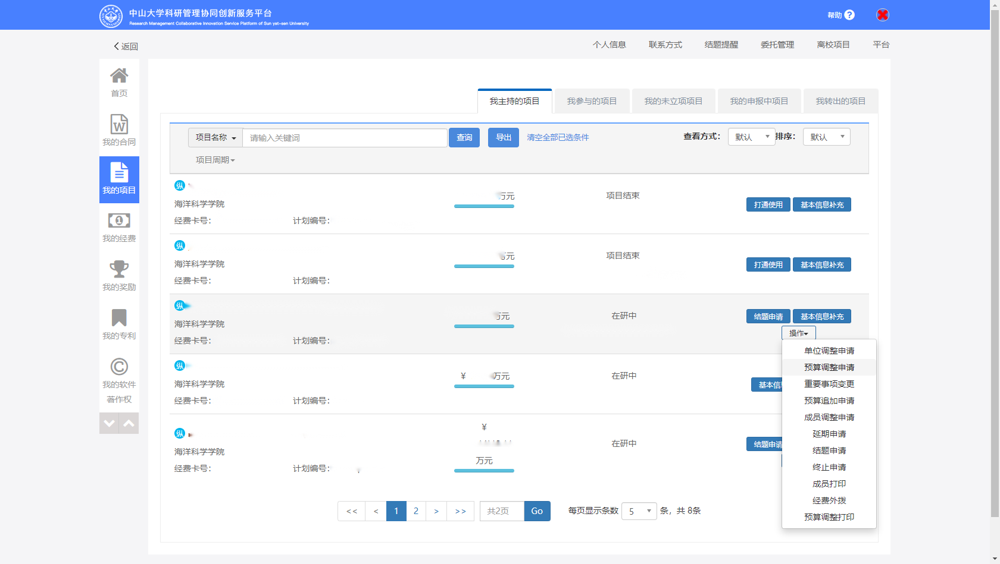 中山大学科研管理协同创新服务平台
Research Management Collaborative Innovation Service Platform of Sun yat-sen University
帮助
返回
个人信息 联系方式 结题提醒 委托管理 离校项目 平台
首页
我的合同
我的项目
我的经费
我的奖励
我的专利
我的软件
著作权
我主持的项目 我参与的项目 我的未立项项目 我的申报中项目 我转出的项目
项目名称 请输入关键词 查询 导出 清空全部已选条件 查看方式： 默认 排序： 默认
项目周期
纵
万元 项目结束
海洋科学学院 打通使用 基本信息补充
经费卡号： 计划编号：
纵
万元 项目结束
海洋科学学院 打通使用 基本信息补充
经费卡号： 计划编号：
纵
万元 在研中 结题申请 基本信息补充
海洋科学学院
操作
经费卡号： 计划编号：
纵
¥ 万元 在研中
海洋科学学院 基本信
经费卡号： 计划编号：
纵
¥
万元 在研中 结题申请
海洋科学学院
经费卡号： 计划编号：
单位调整申请
预算调整申请
重要事项变更
预算追加申请
成员调整申请
延期申请
结题申请
终止申请
成员打印
经费外拨
预算调整打印
<< < 1 2 > >> 共2页 Go 每页显示条数 5 条，共 8条